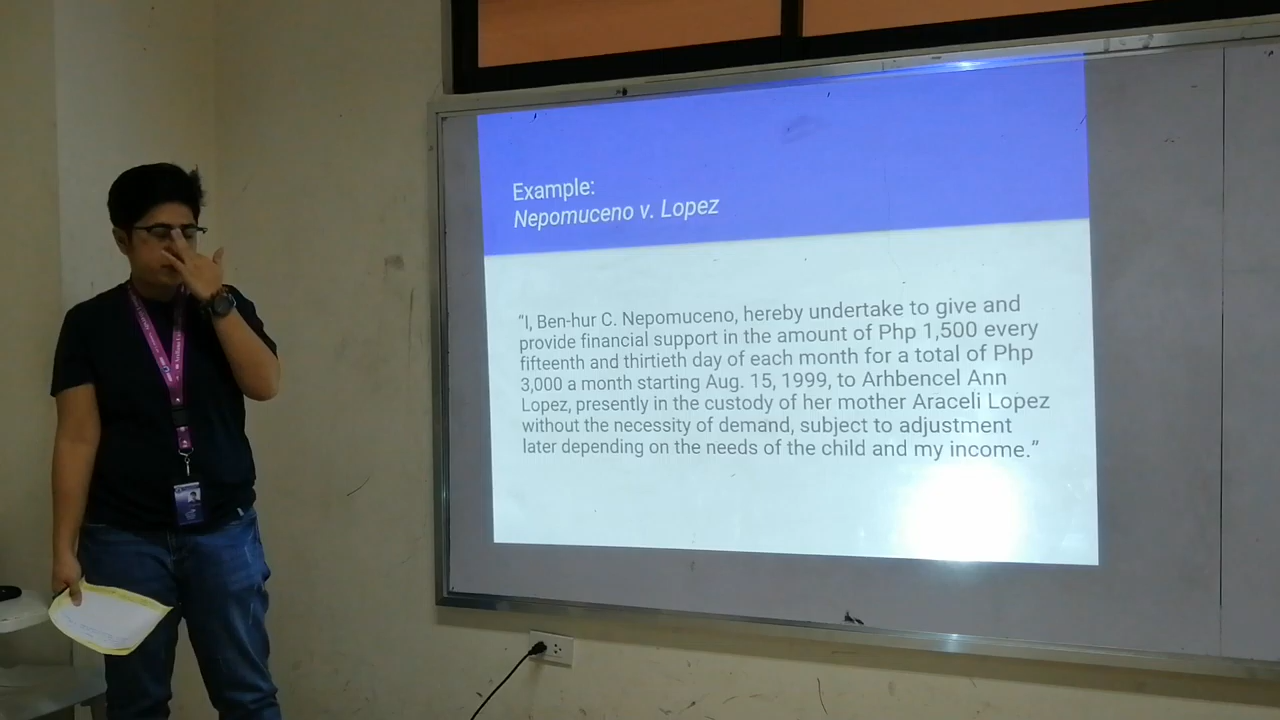 Example:
Nepomuceno v. Lopez
“I, Ben-hur C. Nepomuceno, hereby undertake to give and
provide financial support in the amount of Php 1,500 every
fifteenth and thirtieth day of each month for a total of Php
3,000 a month starting Aug. 15, 1999, to Arhbencel Ann
Lopez, presently in the custody of her mother Araceli Lopez
without the necessity of demand, subject to adjustment
later depending on the needs of the child and my income.”